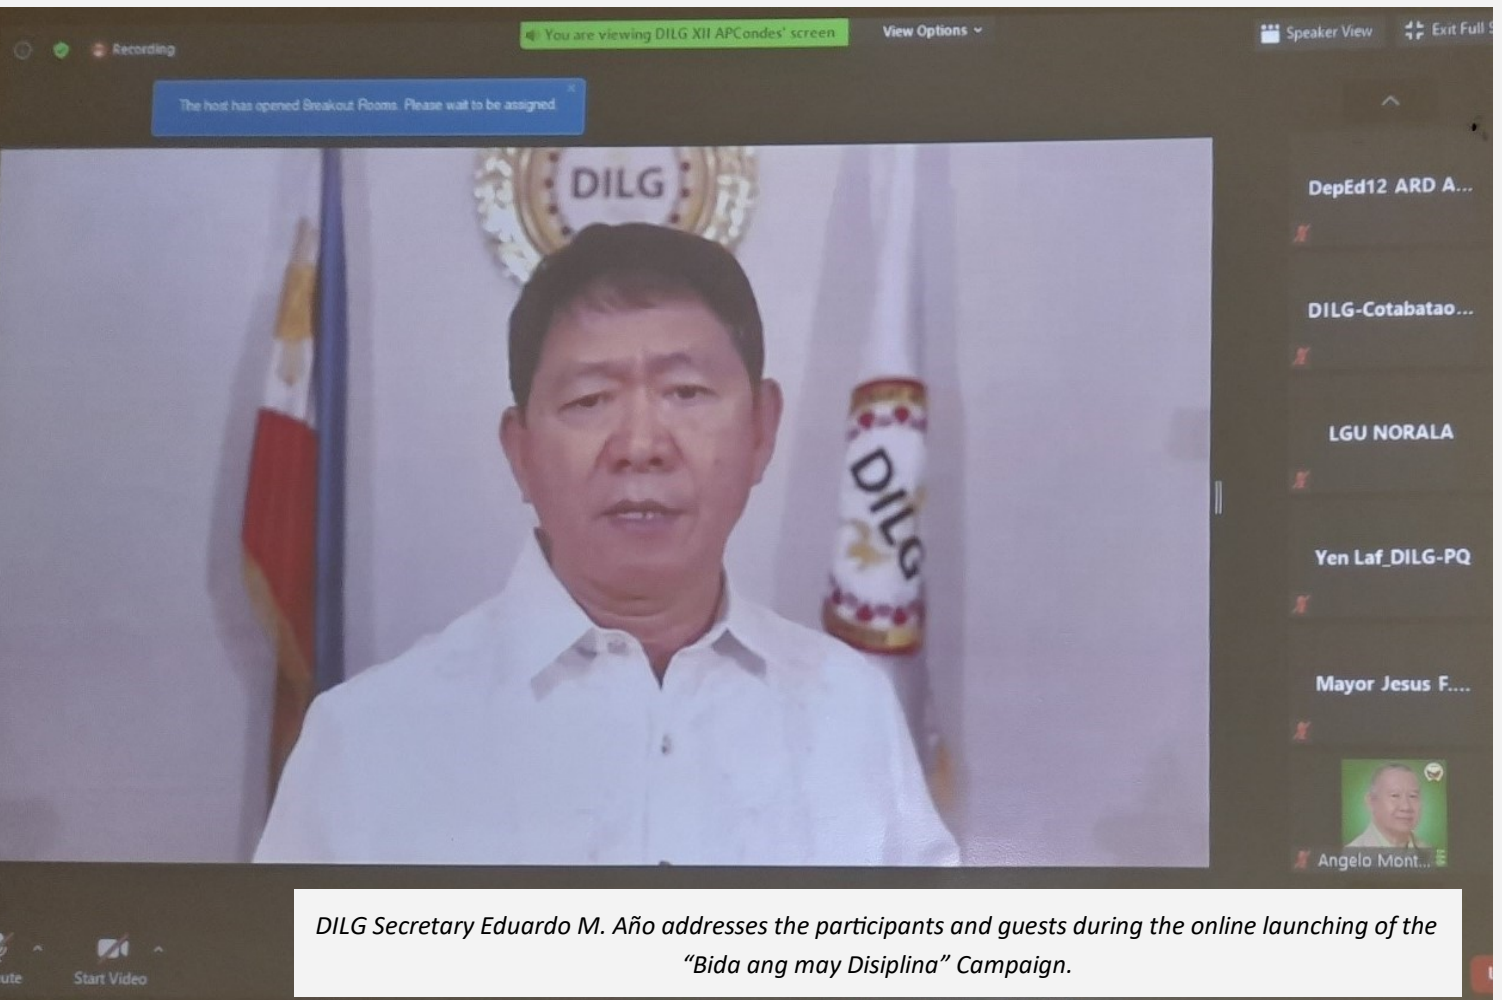 Recording
You are viewing DILG XII APCondes' screen
View Options
Speaker View
Exit Full S
The host has opened Breakout Rooms. Please wait to be assigned.
DILG
DILG
DepEd12 ARD A...
DILG-Cotabatao...
LGU NORALA
Yen Laf_DILG-PQ
Mayor Jesus F....
Angelo Mont...
ute
Start Video
DILG Secretary Eduardo M. Año addresses the participants and guests during the online launching of the
“Bida ang may Disiplina” Campaign.